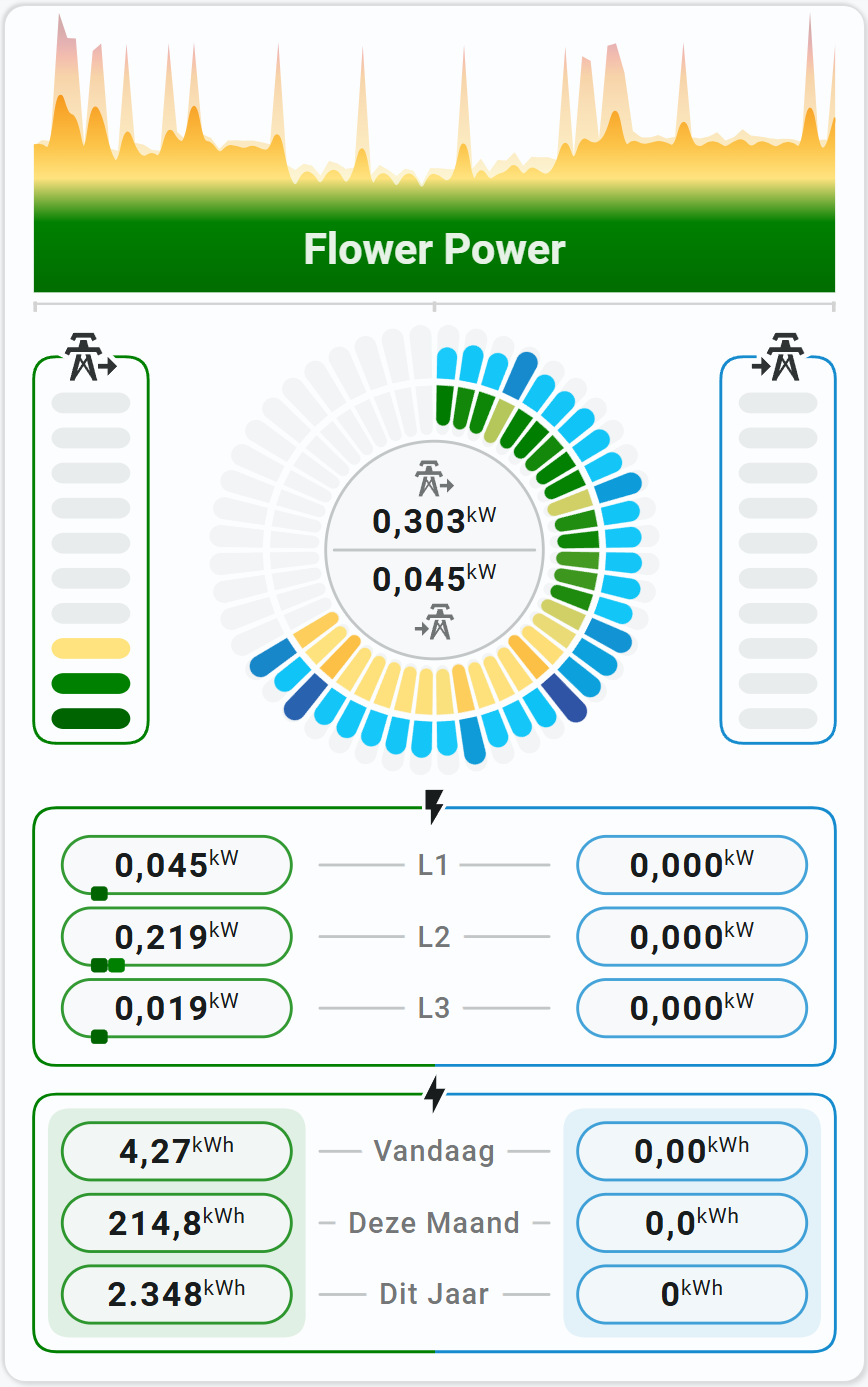 Flower Power
0,303kW
0,045kW
0,045kW L1 0,000kW
0,219kW L2 0,000kW
0,019kW L3 0,000kW
4,27kWh Vandaag 0,00kWh
214,8kWh Deze Maand 0,0kWh
2.348kWh Dit Jaar 0kWh